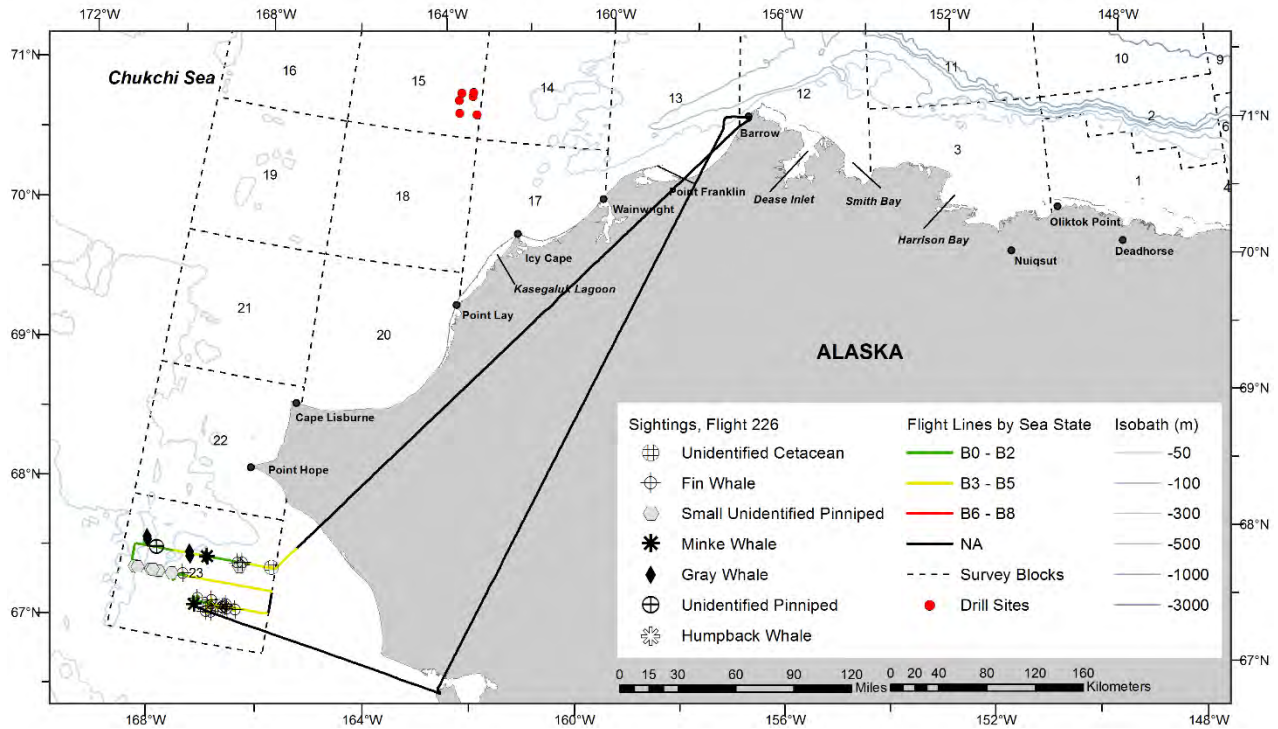 172°W
168°W
164°W
160°W
156°W
152°W
148°W
71°N
70°N
69°N
68°N
67°N
71°N
70°N
69°N
68°N
67°N
Chukchi Sea
16
15
14
13
12
11
10
9
2
6
3
1
4
19
18
17
21
20
22
23
Barrow
Point Franklin
Wainwright
Dease Inlet
Smith Bay
Harrison Bay
Oliktok Point
Deadhorse
Nuiqsut
Icy Cape
Kasegaluk Lagoon
Point Lay
Cape Lisburne
Point Hope
ALASKA
Sightings, Flight 226
Unidentified Cetacean
Fin Whale
Small Unidentified Pinniped
Minke Whale
Gray Whale
Unidentified Pinniped
Humpback Whale
Flight Lines by Sea State
B0 - B2
B3 - B5
B6 - B8
NA
Survey Blocks
Drill Sites
Isobath (m)
-50
-100
-300
-500
-1000
-3000
0 15 30 60 90 120
Miles
0 20 40 80 120 160
Kilometers
168°W
164°W
160°W
156°W
152°W
148°W